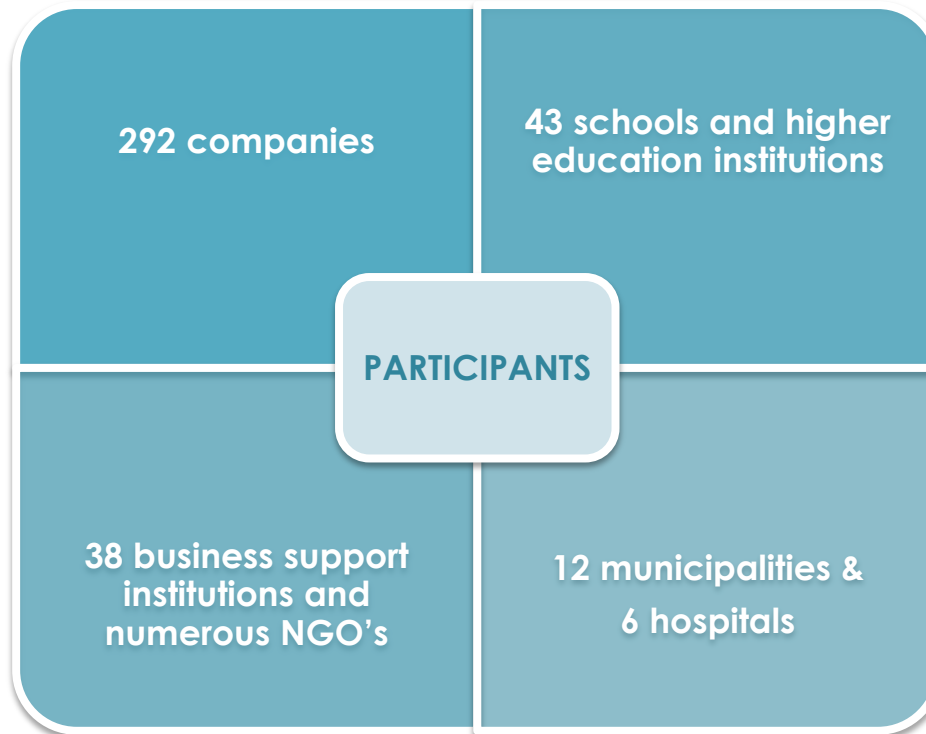 292 companies
43 schools and higher
education institutions
PARTICIPANTS
38 business support
institutions and
numerous NGO’s
12 municipalities &
6 hospitals